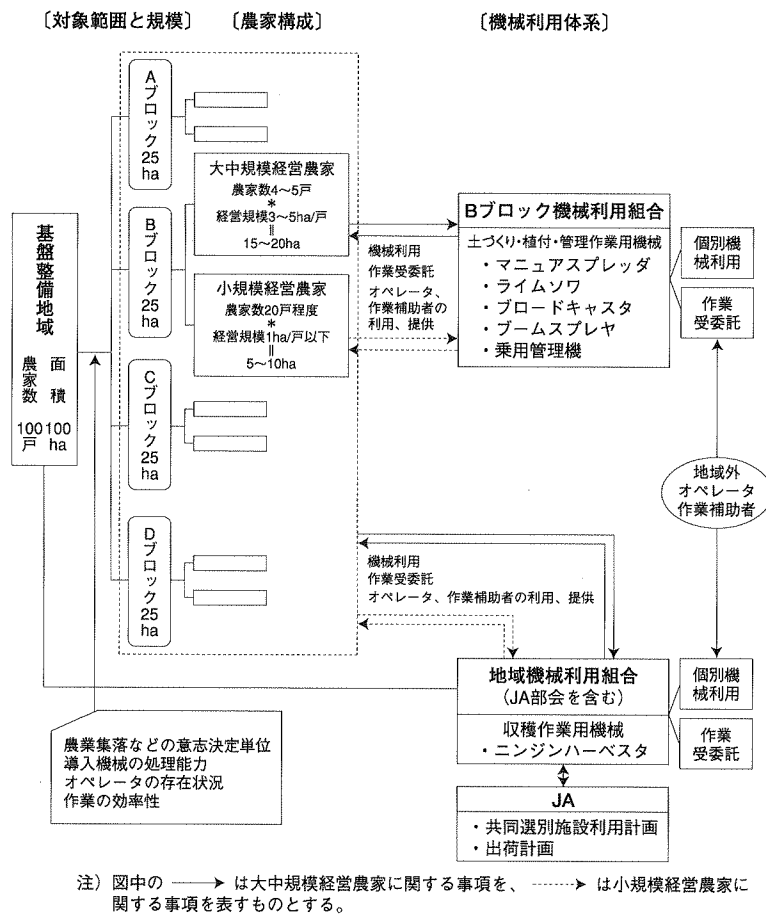 〔対象範囲と規模〕
〔農家構成〕
〔機械利用体系〕
基盤整備地域
面積
100ha
農家数
100戸
Aブロック25ha
Bブロック25ha
Cブロック25ha
Dブロック25ha
大中規模経営農家
農家数4〜5戸
*
経営規模3〜5ha/戸
||
15〜20ha
小規模経営農家
農家数20戸程度
*
経営規模1ha/戸以下
||
5〜10ha
機械利用
作業受委託
オペレータ、
作業補助者の
利用、提供
Bブロック機械利用組合
土づくり・植付・管理作業用機械
・マニュアスプレッダ
・ライムソワ
・ブロードキャスタ
・ブームスプレヤ
・乗用管理機
個別機
械利用
作業
受委託
地域外
オペレータ
作業補助者
機械利用
作業受委託
オペレータ、作業補助者の利用、提供
地域機械利用組合
(JA部会を含む)
収穫作業用機械
・ニンジンハーベスタ
個別機
械利用
作業
受委託
JA
・共同選別施設利用計画
・出荷計画
農業集落などの意志決定単位
導入機械の処理能力
オペレータの存在状況
作業の効率性
注）図中の ──→ は大中規模経営農家に関する事項を、 -----→ は小規模経営農家に
関する事項を表すものとする。